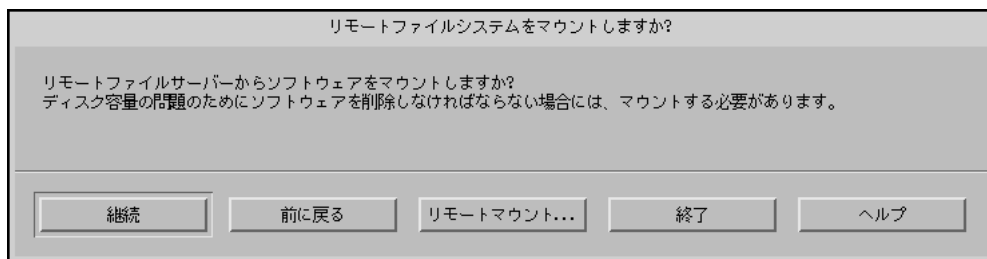 リモートファイルシステムをマウントしますか?
リモートファイルサーバーからソフトウェアをマウントしますか?
ディスク容量の問題のためにソフトウェアを削除しなければならない場合には、マウントする必要があります。
継続 前に戻る リモートマウント... 終了 ヘルプ